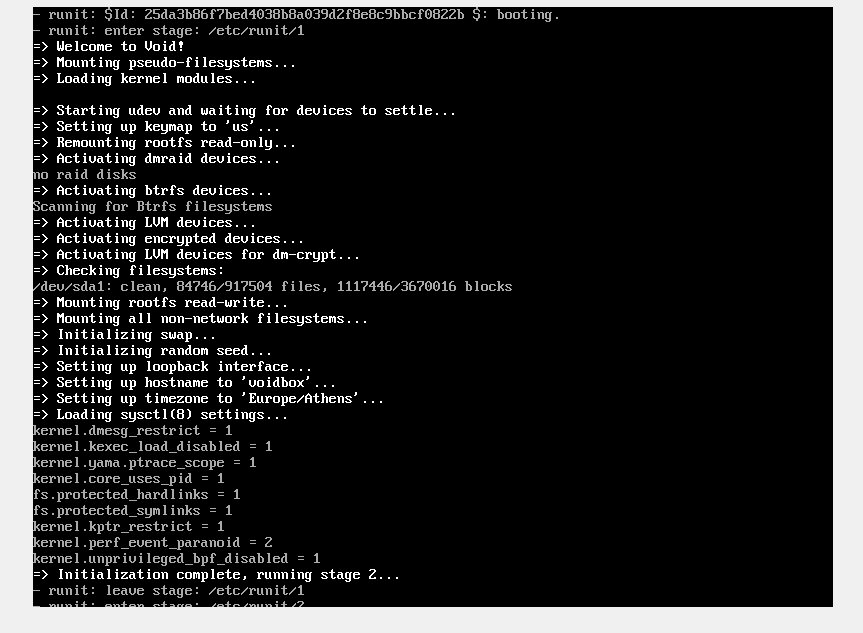 - runit: $Id: 25da3b86f7bed4038b8a039d2f8e8c9bbcf0822b $: booting.
- runit: enter stage: /etc/runit/1
=> Welcome to Void!
=> Mounting pseudo-filesystems...
=> Loading kernel modules...
=> Starting udev and waiting for devices to settle...
=> Setting up keymap to 'us'...
=> Remounting rootfs read-only...
=> Activating dmraid devices...
no raid disks
=> Activating btrfs devices...
Scanning for Btrfs filesystems
=> Activating LVM devices...
=> Activating encrypted devices...
=> Activating LVM devices for dm-crypt...
=> Checking filesystems:
/dev/sda1: clean, 84746/917504 files, 1117446/3670016 blocks
=> Mounting rootfs read-write...
=> Mounting all non-network filesystems...
=> Initializing swap...
=> Initializing random seed...
=> Setting up loopback interface...
=> Setting up hostname to 'voidbox'...
=> Setting up timezone to 'Europe/Athens'...
=> Loading sysctl(8) settings...
kernel.dmesg_restrict = 1
kernel.kexec_load_disabled = 1
kernel.yama.ptrace_scope = 1
kernel.core_uses_pid = 1
fs.protected_hardlinks = 1
fs.protected_symlinks = 1
kernel.kptr_restrict = 1
kernel.perf_event_paranoid = 2
kernel.unprivileged_bpf_disabled = 1
=> Initialization complete, running stage 2...
- runit: leave stage: /etc/runit/1
- runit: enter stage: /etc/runit/2